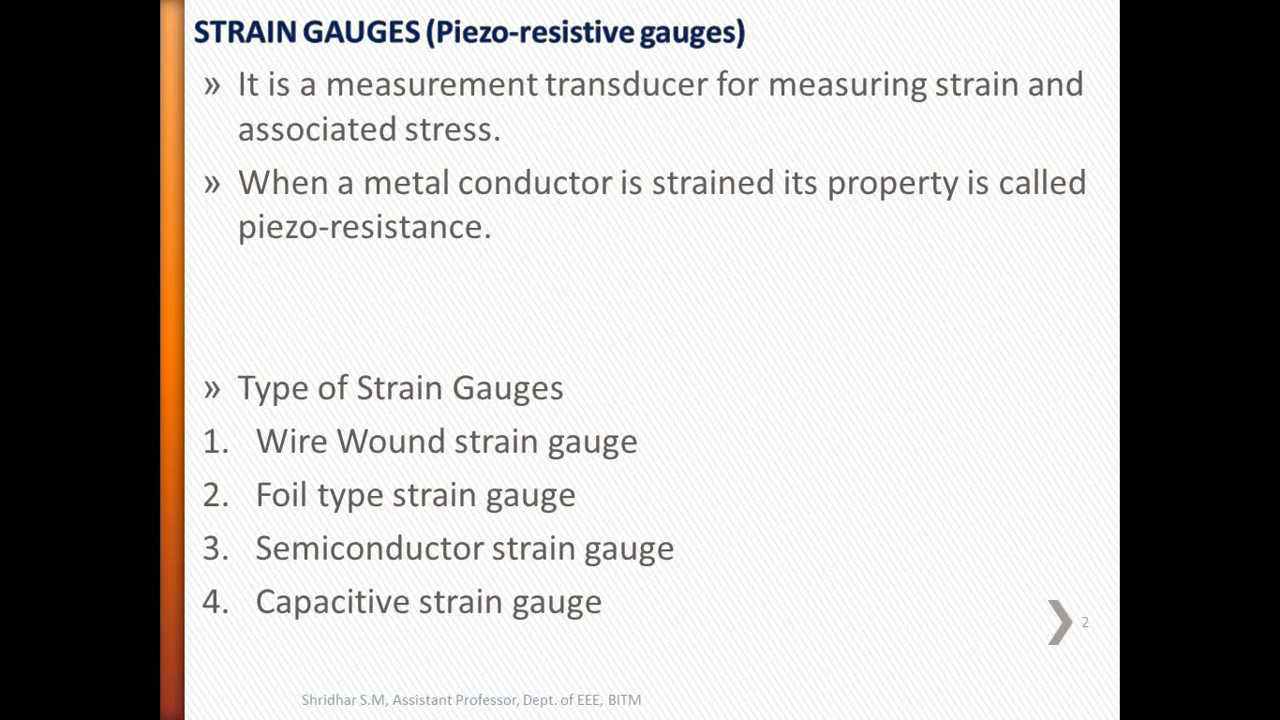 STRAIN GAUGES (Piezo-resistive gauges)
» It is a measurement transducer for measuring strain and
associated stress.
» When a metal conductor is strained its property is called
piezo-resistance.
» Type of Strain Gauges
1. Wire Wound strain gauge
2. Foil type strain gauge
3. Semiconductor strain gauge
4. Capacitive strain gauge
2
Shridhar S.M, Assistant Professor, Dept. of EEE, BITM